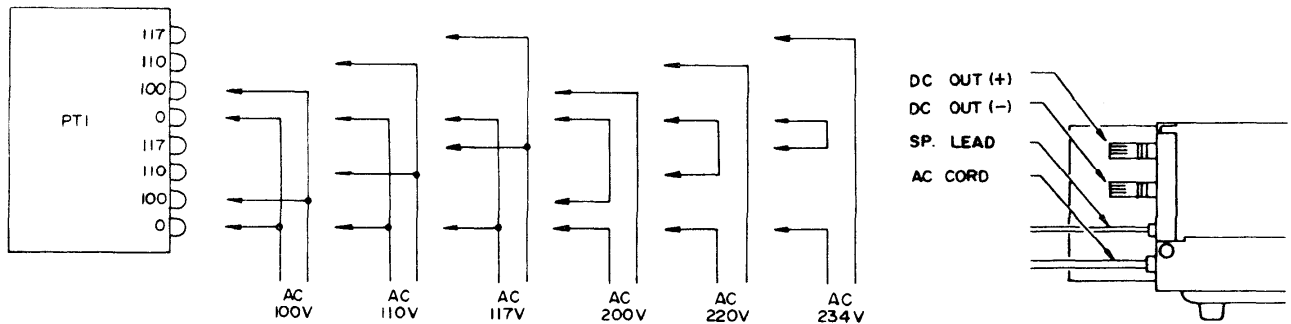 117
110
100
0
117
110
100
0
PT1
AC 100V
AC 110V
AC 117V
AC 200V
AC 220V
AC 234V
DC OUT (+)
DC OUT (-)
SP. LEAD
AC CORD